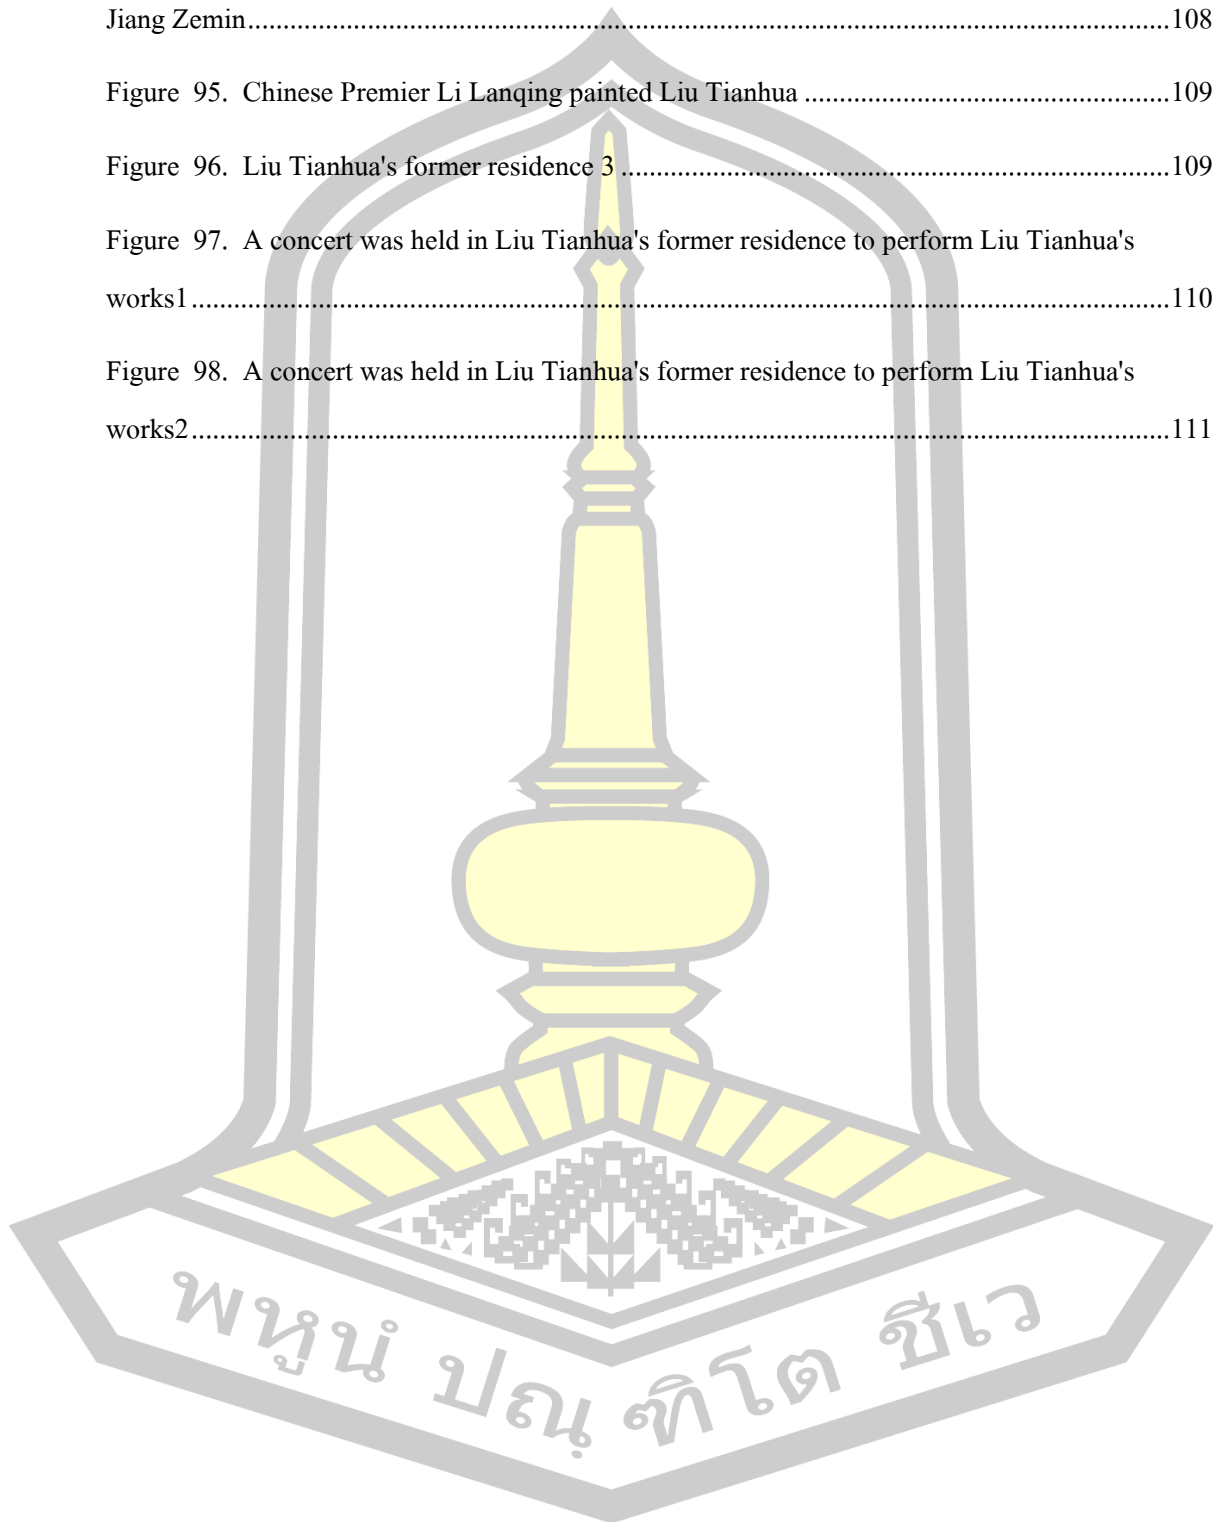 Jiang Zemin.......................................................................................................................................108
Figure  95.  Chinese Premier Li Lanqing painted Liu Tianhua ......................................................109
Figure  96.  Liu Tianhua's former residence 3 .................................................................................109
Figure  97.  A concert was held in Liu Tianhua's former residence to perform Liu Tianhua's
works1 ..............................................................................................................................................110
Figure  98.  A concert was held in Liu Tianhua's former residence to perform Liu Tianhua's
works2..............................................................................................................................................111
พหูนํ ปณฺฑิโต ชีเว